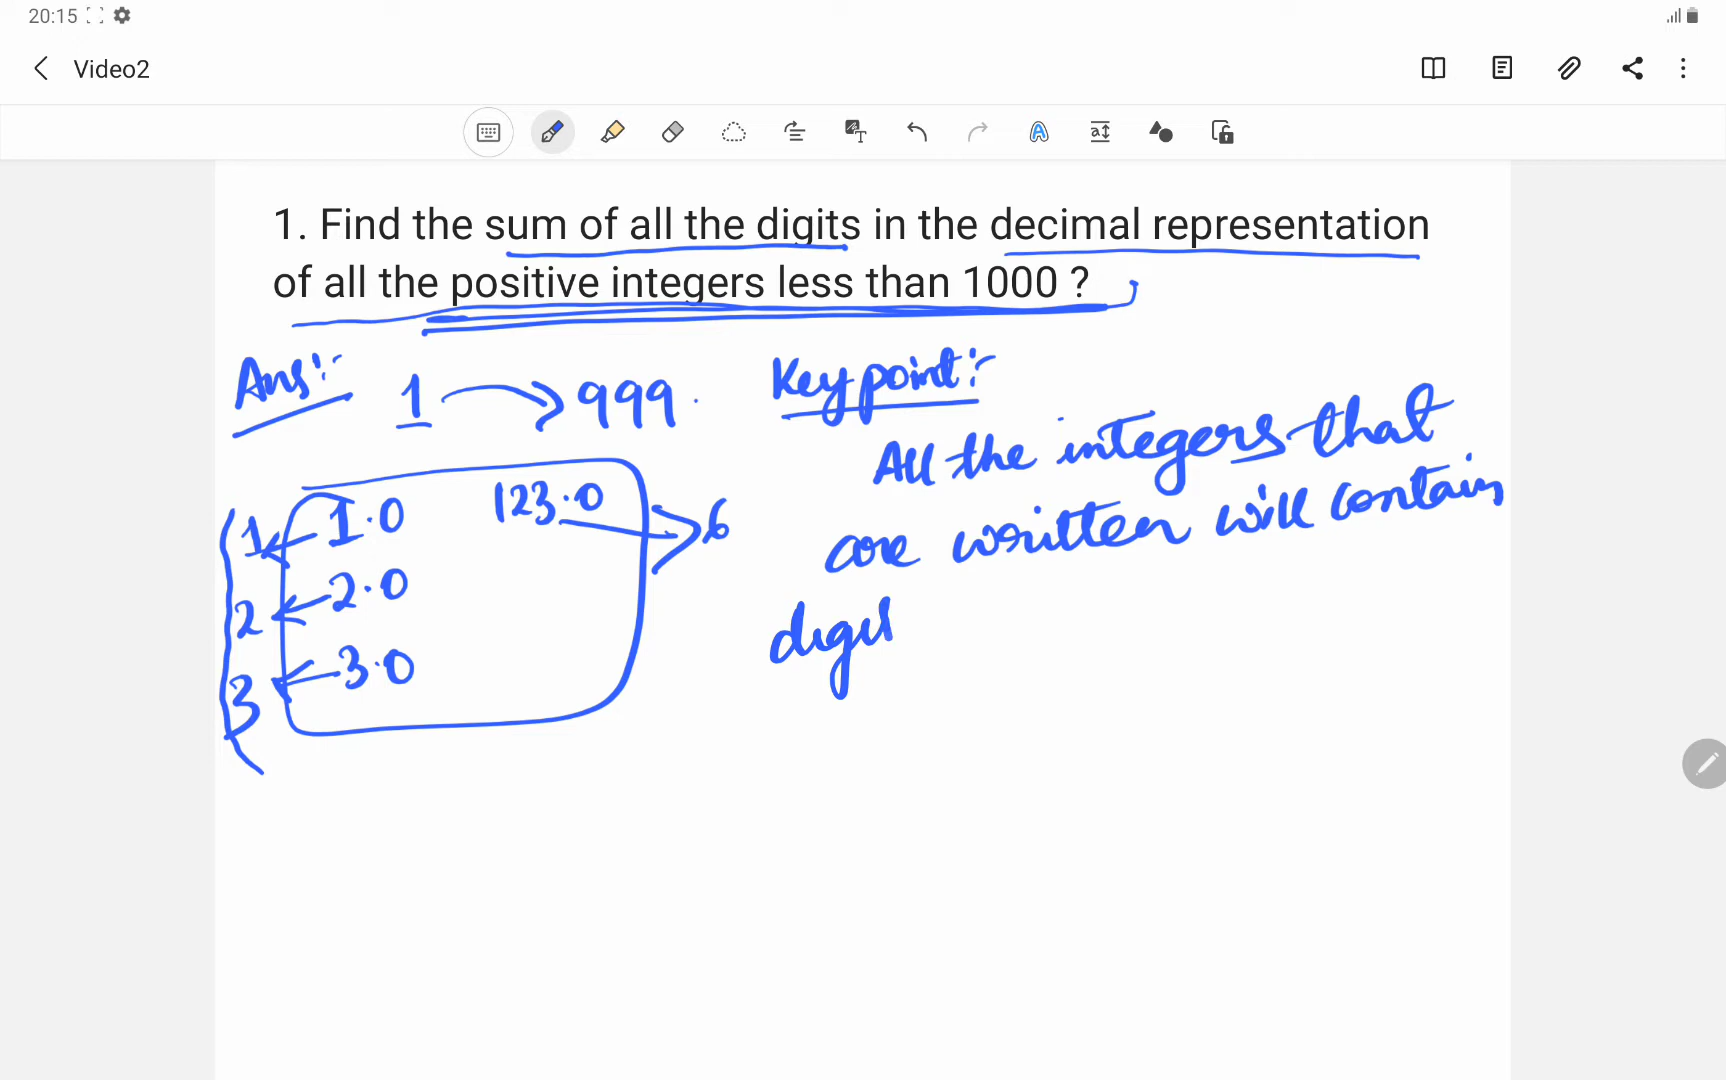 20:15
Video2
1. Find the sum of all the digits in the decimal representation
of all the positive integers less than 1000 ?
Ans:-
1 → 999.
1 ← 1.0
123.0 → 6
2 ← 2.0
3 ← 3.0
Key point:-
All the integers that
are written will contain
digit